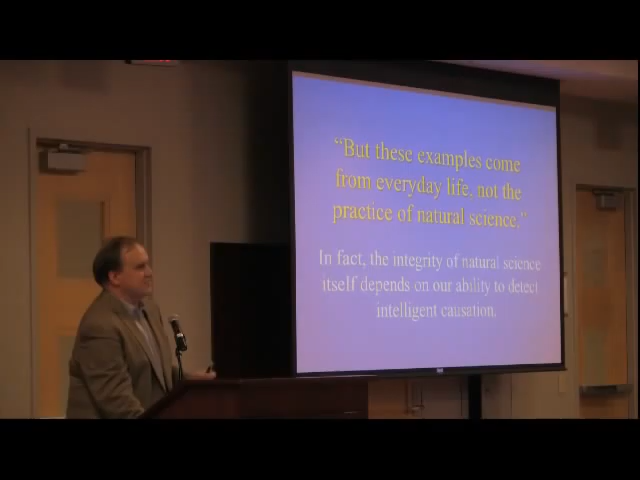 “But these examples come
from everyday life, not the
practice of natural science.”
In fact, the integrity of natural science
itself depends on our ability to detect
intelligent causation.